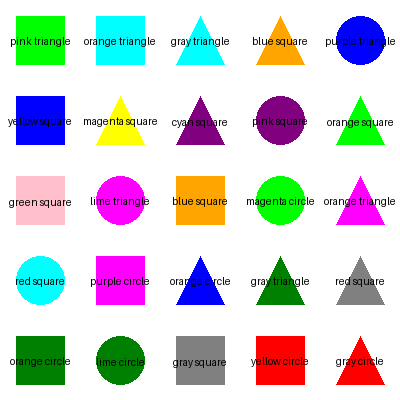 pink triangle orange triangle gray triangle blue square purple triangle
yellow square magenta square cyan square pink square orange square
green square lime triangle blue square magenta circle orange triangle
red square purple circle orange circle gray triangle red square
orange circle lime circle gray square yellow circle gray circle